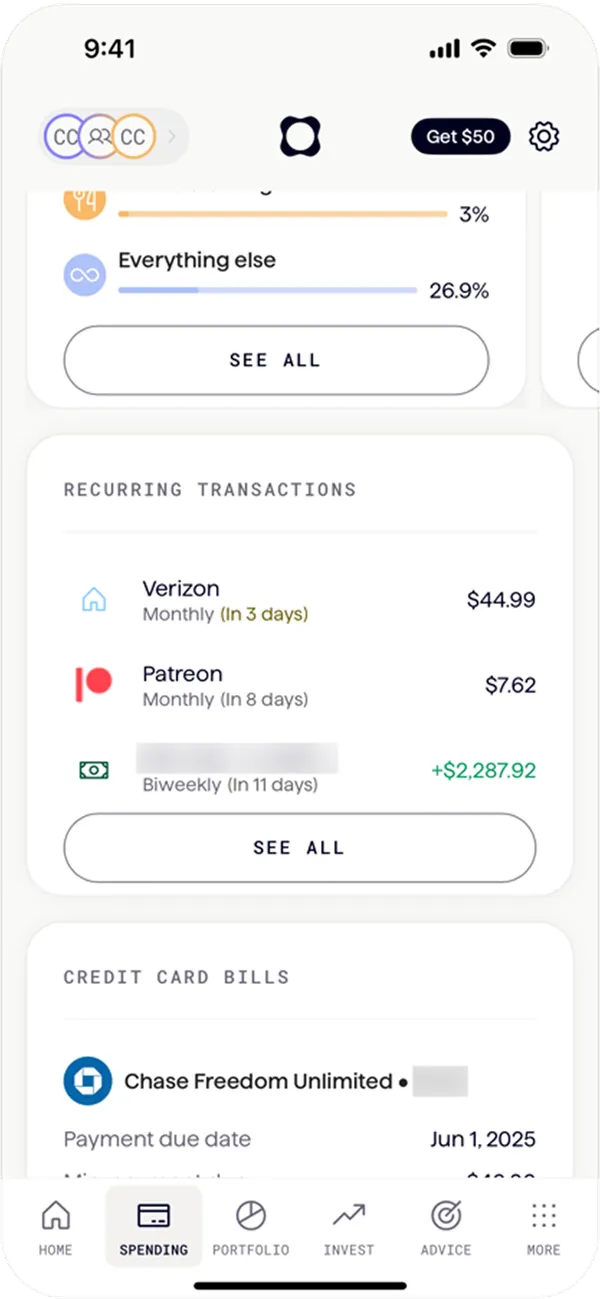 9:41
CC CC
Get $50
3%
Everything else
26.9%
SEE ALL
RECURRING TRANSACTIONS
Verizon
$44.99
Monthly (In 3 days)
Patreon
$7.62
Monthly (In 8 days)
+$2,287.92
Biweekly (In 11 days)
SEE ALL
CREDIT CARD BILLS
Chase Freedom Unlimited •
Payment due date
Jun 1, 2025
HOME
SPENDING
PORTFOLIO
INVEST
ADVICE
MORE